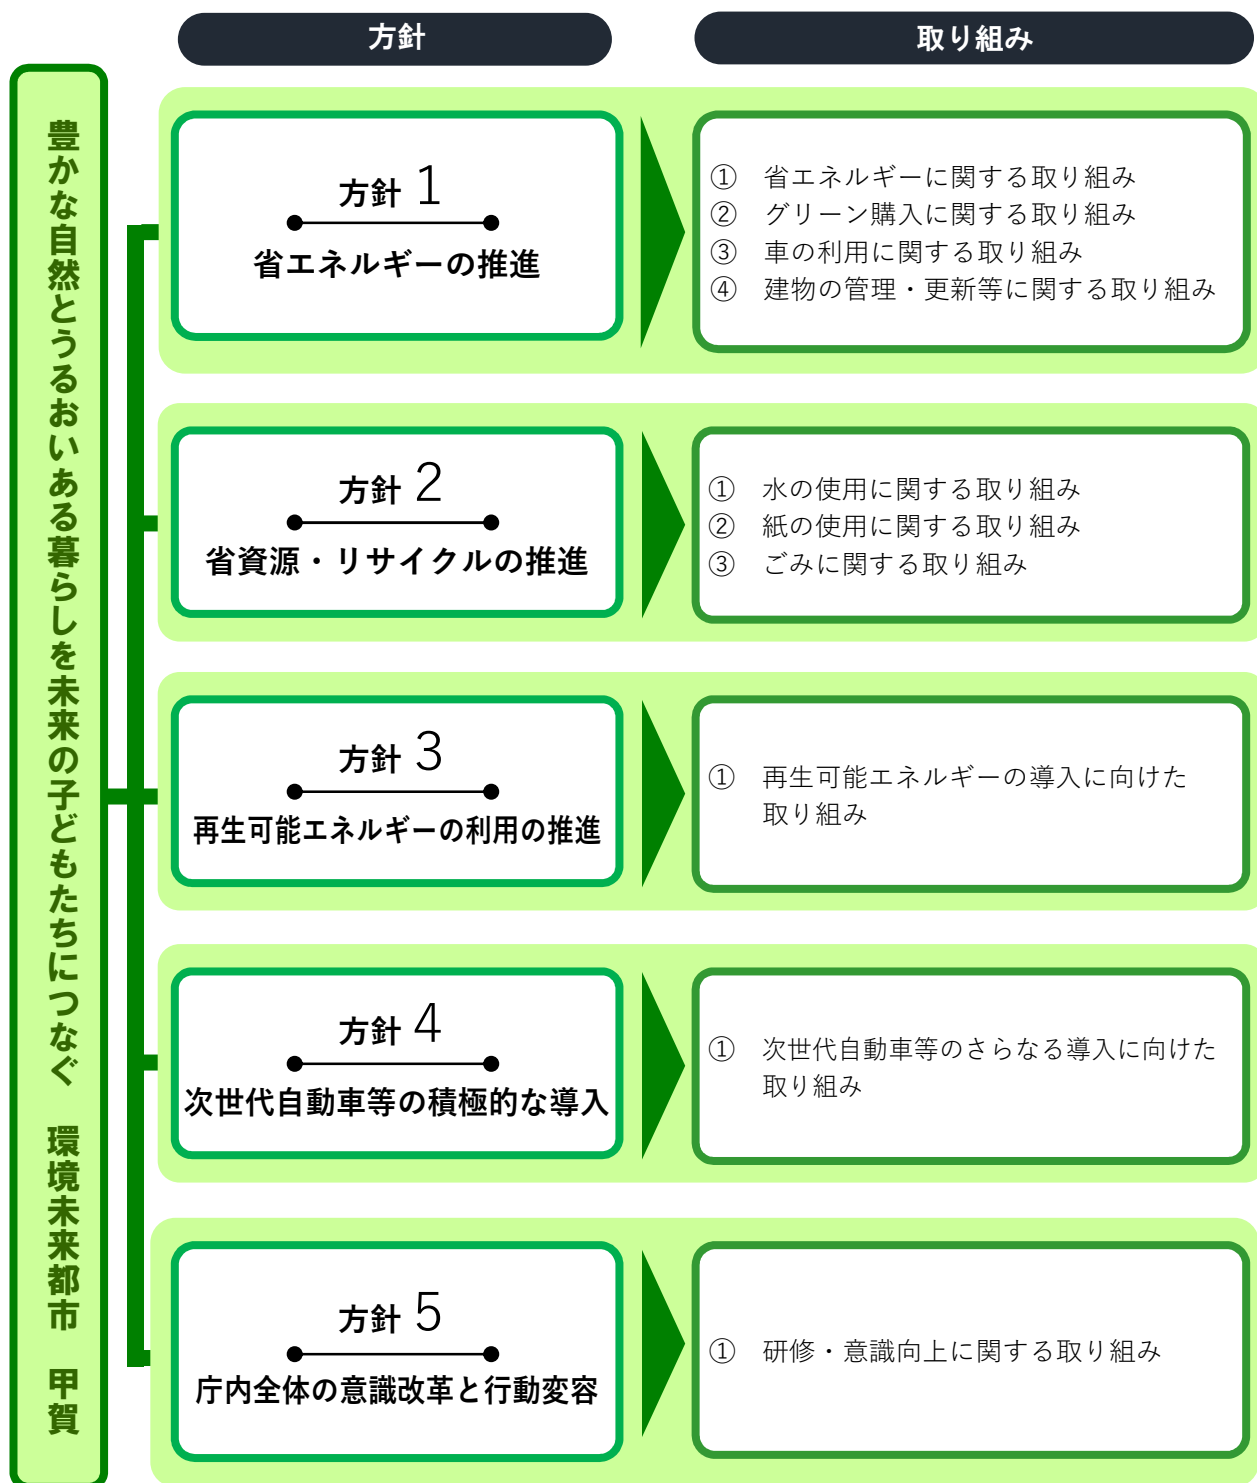 方針
取り組み
豊かな自然とうるおいある暮らしを未来の子どもたちにつなぐ　環境未来都市　甲賀
方針 1
省エネルギーの推進
①　省エネルギーに関する取り組み
②　グリーン購入に関する取り組み
③　車の利用に関する取り組み
④　建物の管理・更新等に関する取り組み
方針 2
省資源・リサイクルの推進
①　水の使用に関する取り組み
②　紙の使用に関する取り組み
③　ごみに関する取り組み
方針 3
再生可能エネルギーの利用の推進
①　再生可能エネルギーの導入に向けた
取り組み
方針 4
次世代自動車等の積極的な導入
①　次世代自動車等のさらなる導入に向けた
取り組み
方針 5
庁内全体の意識改革と行動変容
①　研修・意識向上に関する取り組み